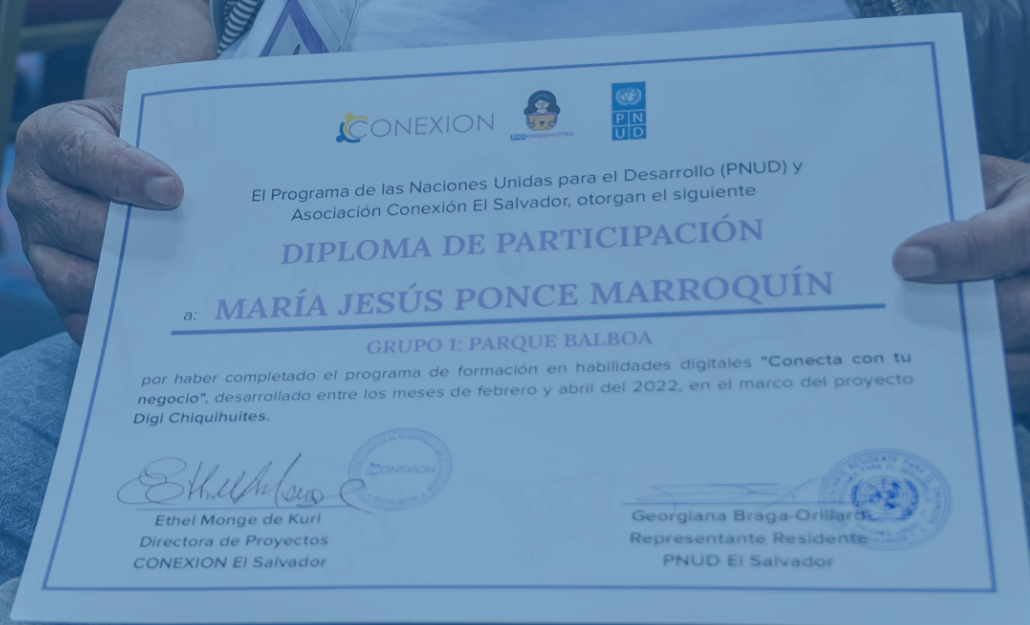 CONEXION
DIGICHIQUIHUITES
PN
UD
El Programa de las Naciones Unidas para el Desarrollo (PNUD) y
Asociación Conexión El Salvador, otorgan el siguiente
DIPLOMA DE PARTICIPACIÓN
a: MARÍA JESÚS PONCE MARROQUÍN
GRUPO 1: PARQUE BALBOA
por haber completado el programa de formación en habilidades digitales "Conecta con tu
negocio", desarrollado entre los meses de febrero y abril del 2022, en el marco del proyecto
Digi Chiquihuites.
CONEXION
Ethel Monge de Kuri
Directora de Proyectos
CONEXION El Salvador
Georgiana Braga-Orillard
Representante Residente
PNUD El Salvador